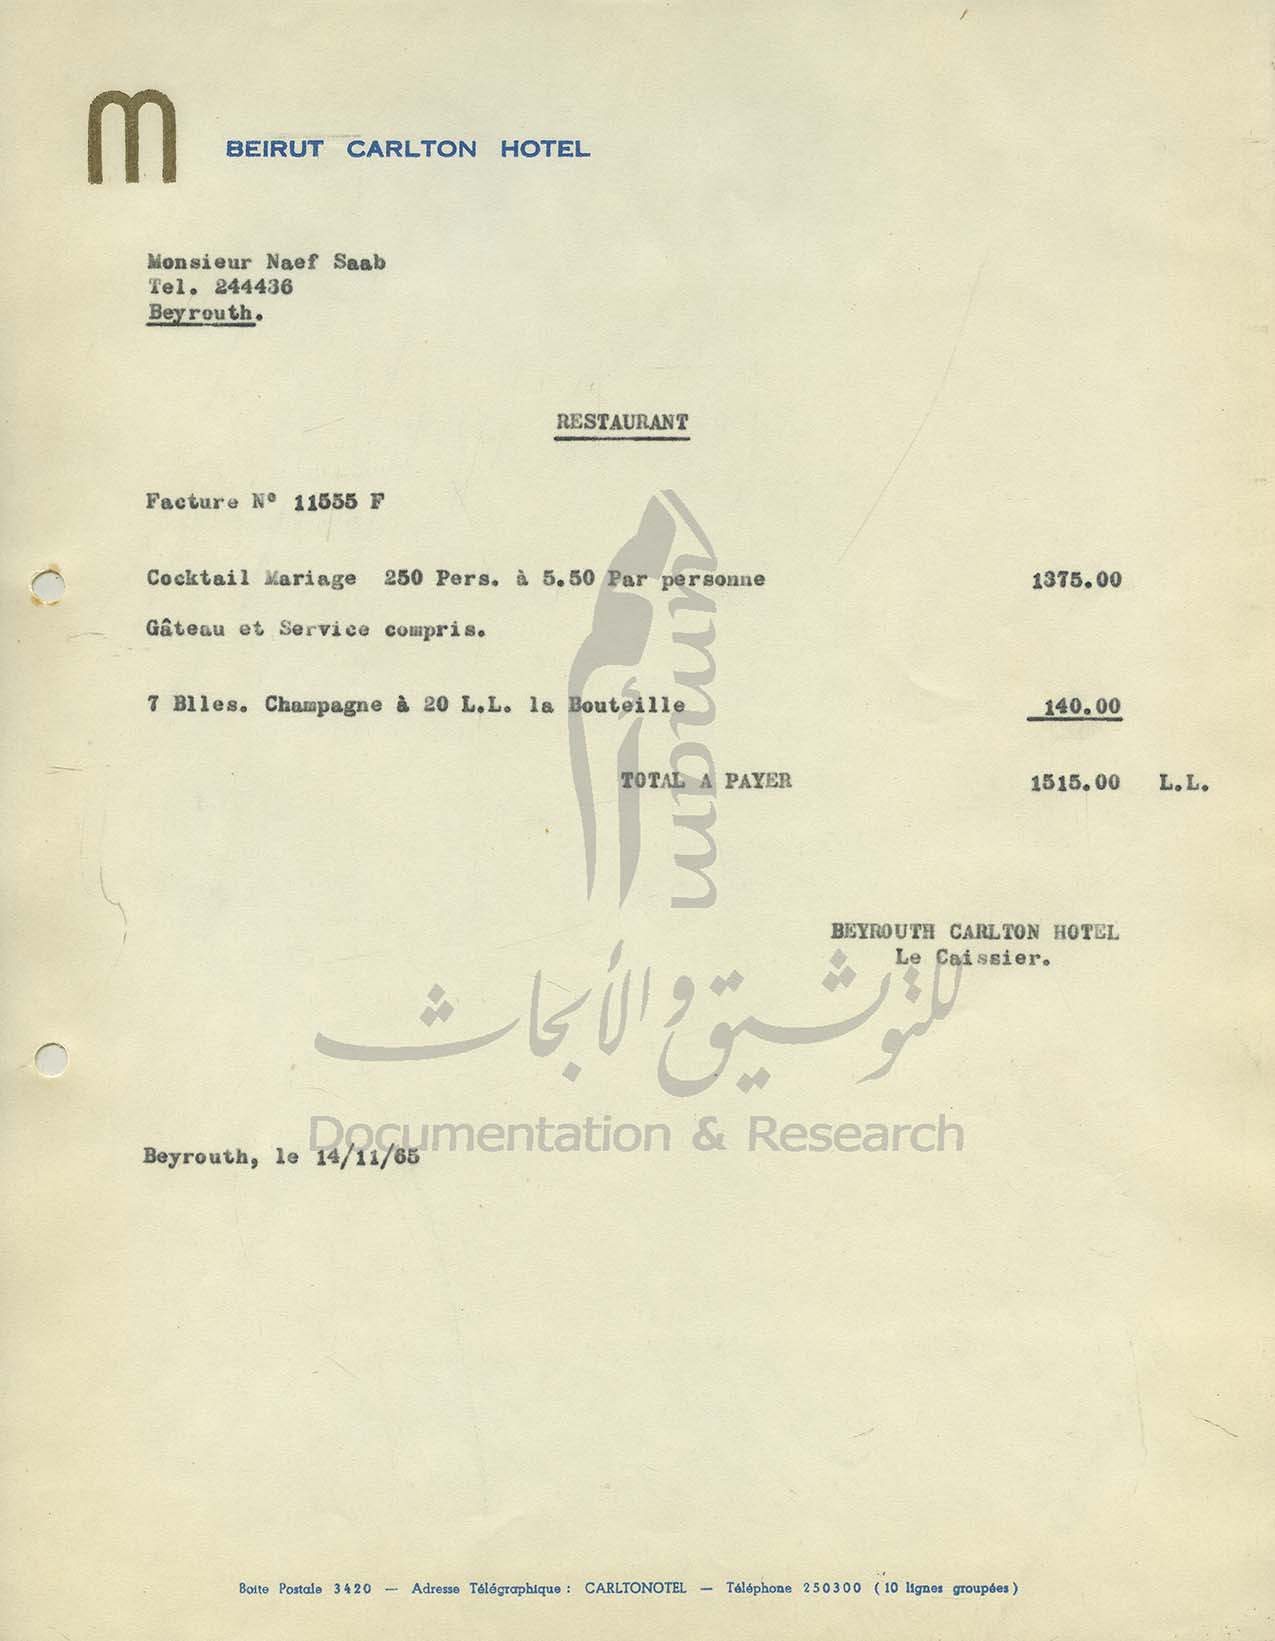 BEIRUT CARLTON HOTEL
Monsieur Naef Saab
Tel. 244436
Beyrouth.
RESTAURANT
Facture N° 11555 F
Cocktail Mariage 250 Pers. à 5.50 Par personne 1375.00
Gâteau et Service compris.
7 Blles. Champagne à 20 L.L. la Bouteille 140.00
TOTAL A PAYER 1515.00 L.L.
BEYROUTH CARLTON HOTEL
Le Caissier.
umam
أمم
للتوثيق والأبحاث
Documentation & Research
Beyrouth, le 14/11/65
Boite Postale 3420 — Adresse Télégraphique : CARLTONOTEL — Téléphone 250300 ( 10 lignes groupées )